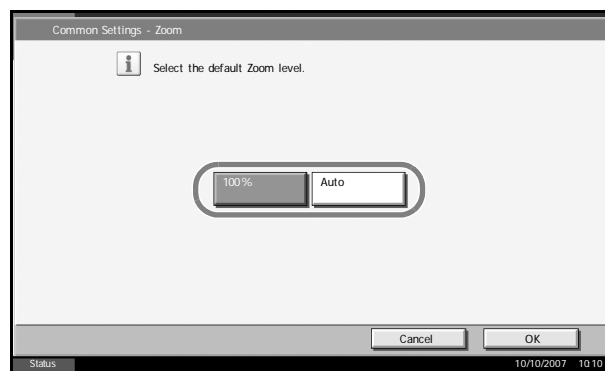 Common Settings - Zoom
i Select the default Zoom level.
100% Auto
Cancel OK
Status 10/10/2007 10:10